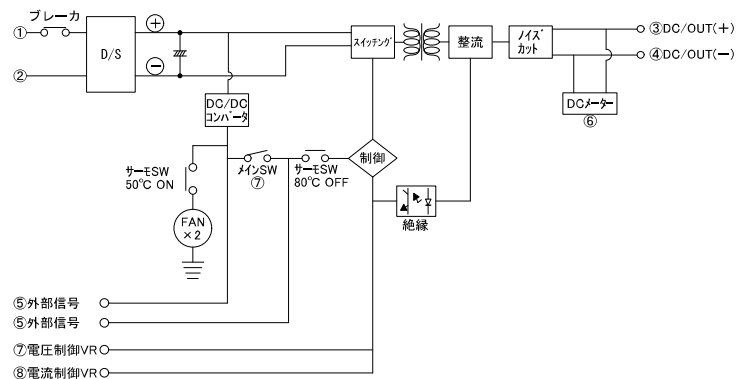 ブレーカ
①
②
D/S
+
−
スイッチング
整流
ノイズ
カット
③DC/OUT(+)
④DC/OUT(−)
DCメーター
⑥
DC/DC
コンバータ
サーモSW
50℃ ON
メインSW
⑦
サーモSW
80℃ OFF
制御
絶縁
FAN
×2
⑤外部信号
⑤外部信号
⑦電圧制御VR
⑧電流制御VR